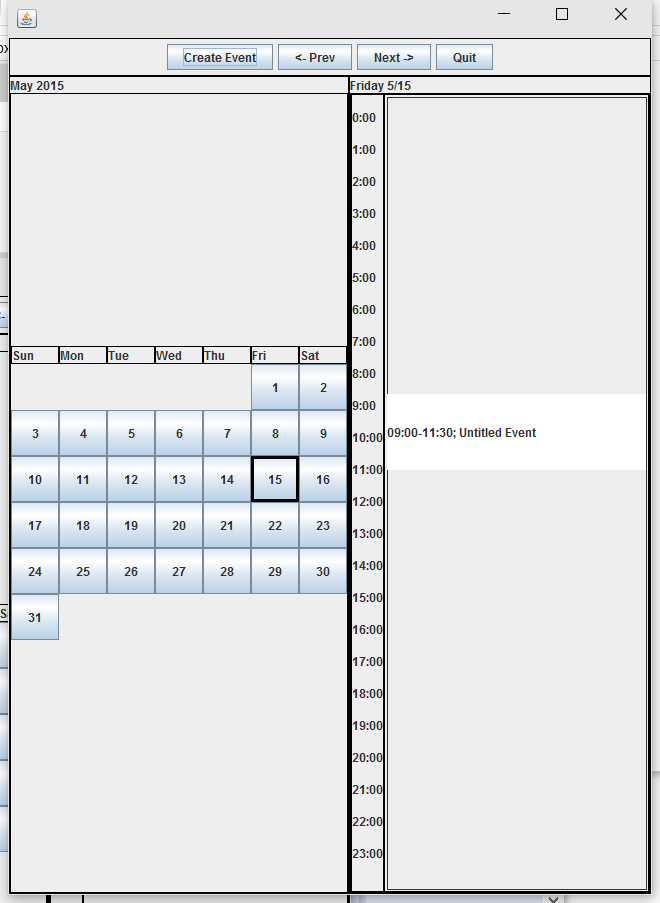 Create Event <- Prev Next -> Quit
May 2015
Sun Mon Tue Wed Thu Fri Sat
1 2
3 4 5 6 7 8 9
10 11 12 13 14 15 16
17 18 19 20 21 22 23
24 25 26 27 28 29 30
31
Friday 5/15
0:00
1:00
2:00
3:00
4:00
5:00
6:00
7:00
8:00
9:00
10:00
11:00
12:00
13:00
14:00
15:00
16:00
17:00
18:00
19:00
20:00
21:00
22:00
23:00
09:00-11:30; Untitled Event